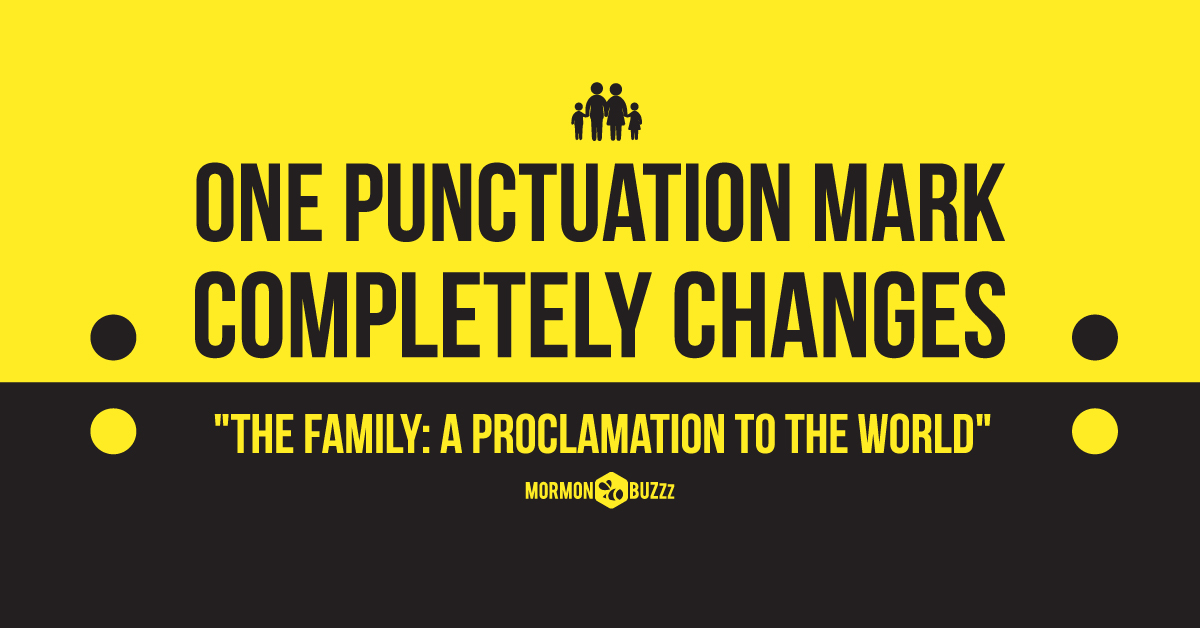 ONE PUNCTUATION MARK
COMPLETELY CHANGES
"THE FAMILY: A PROCLAMATION TO THE WORLD"
MORMON BUZZZ